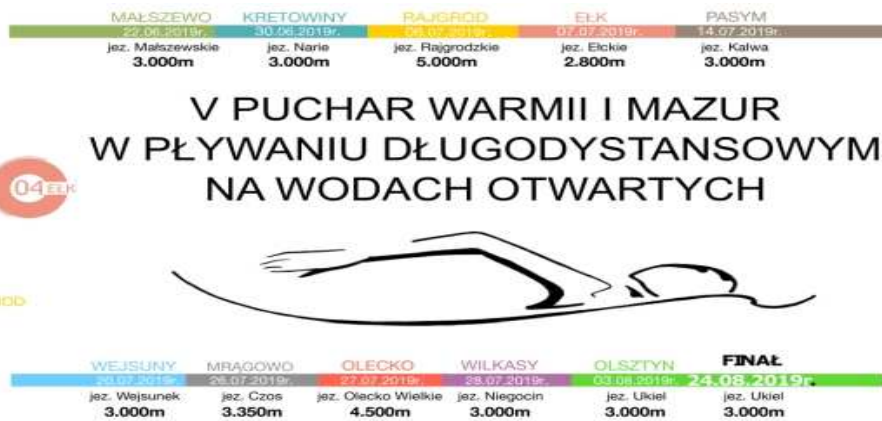 MAŁSZEWO KRETOWINY RAJGRÓD EŁK PASYM
22.06.2019r. 30.06.2019r. 06.07.2019r. 07.07.2019r. 14.07.2019r.
jez. Małszewskie jez. Narie jez. Rajgrodzkie jez. Ełckie jez. Kalwa
3.000m 3.000m 5.000m 2.800m 3.000m
V PUCHAR WARMII I MAZUR
W PŁYWANIU DŁUGODYSTANSOWYM
NA WODACH OTWARTYCH
04 EŁK
WEJSUNY MRĄGOWO OLECKO WILKASY OLSZTYN FINAŁ
20.07.2019r. 26.07.2019r. 27.07.2019r. 28.07.2019r. 03.08.2019r. 24.08.2019r.
jez. Wejsunek jez. Czos jez. Olecko Wielkie jez. Niegocin jez. Ukiel jez. Ukiel
3.000m 3.350m 4.500m 3.000m 3.000m 3.000m